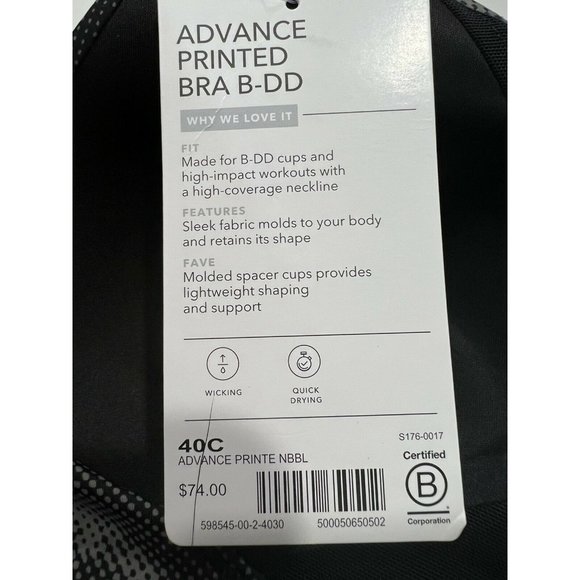 ADVANCE
PRINTED
BRA B-DD
WHY WE LOVE IT
FIT
Made for B-DD cups and
high-impact workouts with
a high-coverage neckline
FEATURES
Sleek fabric molds to your body
and retains its shape
FAVE
Molded spacer cups provides
lightweight shaping
and support
WICKING
QUICK
DRYING
40C
S176-0017
ADVANCE PRINTE NBBL
$74.00
598545-00-2-4030
500050650502
Certified
B
Corporation